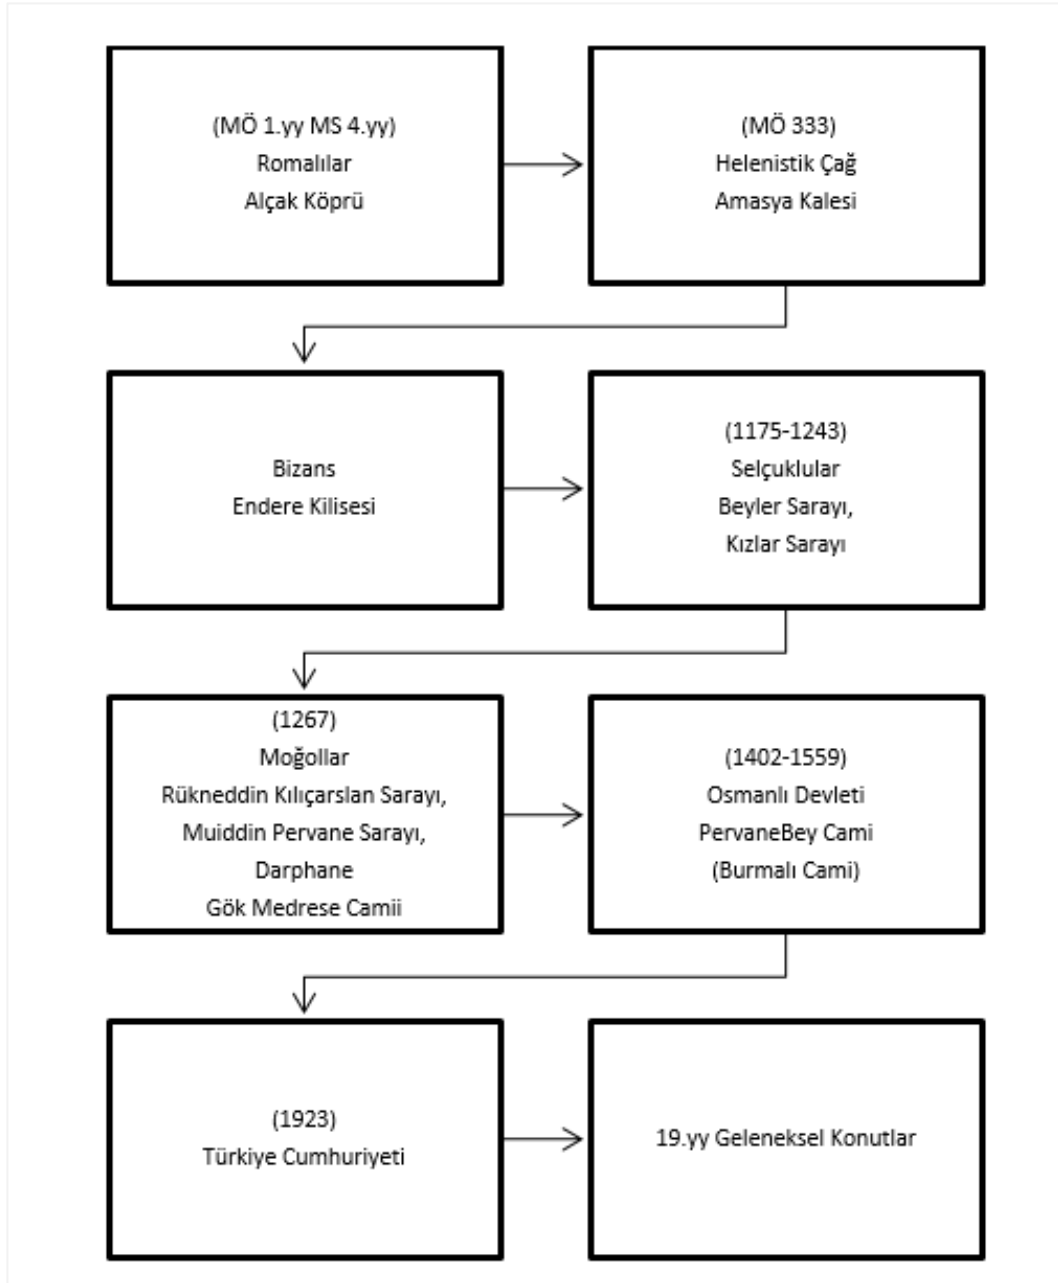 (MÖ 1.yy MS 4.yy)
Romalılar
Alçak Köprü
(MÖ 333)
Helenistik Çağ
Amasya Kalesi
Bizans
Endere Kilisesi
(1175-1243)
Selçuklular
Beyler Sarayı,
Kızlar Sarayı
(1267)
Moğollar
Rükneddin Kılıçarslan Sarayı,
Muiddin Pervane Sarayı,
Darphane
Gök Medrese Camii
(1402-1559)
Osmanlı Devleti
PervaneBey Cami
(Burmalı Cami)
(1923)
Türkiye Cumhuriyeti
19.yy Geleneksel Konutlar